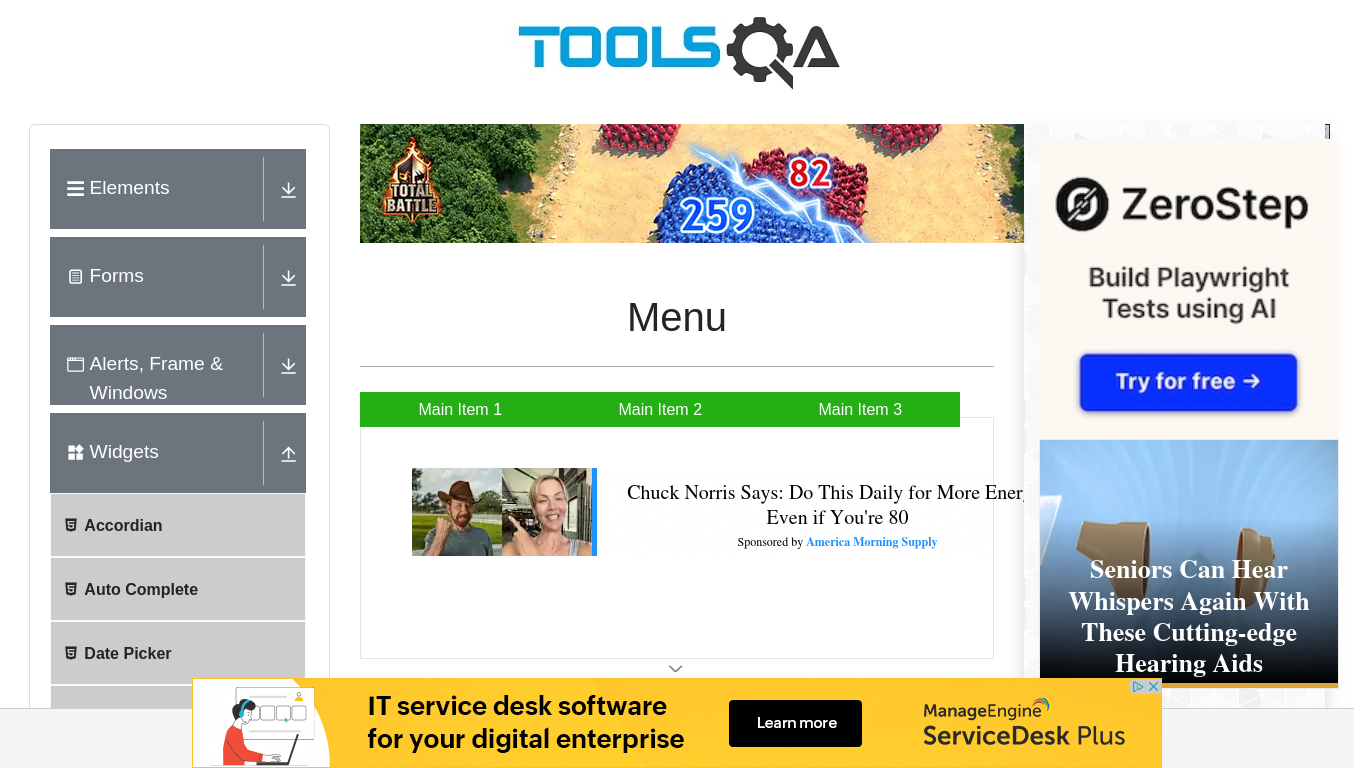 TOOLSQA
Elements
Forms
Alerts, Frame &
Windows
Widgets
Accordian
Auto Complete
Date Picker
TOTAL
BATTLE
259
82
Menu
Main Item 1
Main Item 2
Main Item 3
Chuck Norris Says: Do This Daily for More Energy
Even if You're 80
Sponsored by America Morning Supply
ZeroStep
Build Playwright
Tests using AI
Try for free →
Seniors Can Hear
Whispers Again With
These Cutting-edge
Hearing Aids
IT service desk software
for your digital enterprise
Learn more
ManageEngine
ServiceDesk Plus